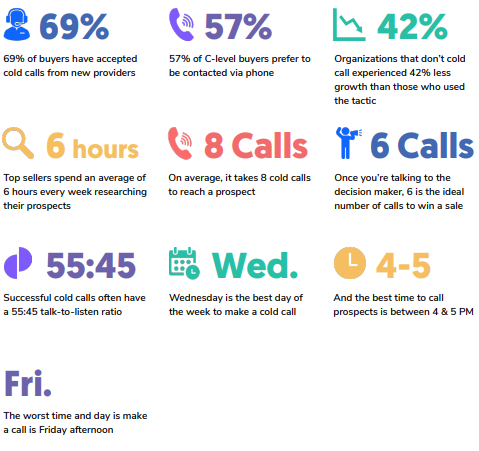 69%
69% of buyers have accepted
cold calls from new providers
57%
57% of C-level buyers prefer to
be contacted via phone
42%
Organizations that don't cold
call experienced 42% less
growth than those who used
the tactic
6 hours
Top sellers spend an average of
6 hours every week researching
their prospects
8 Calls
On average, it takes 8 cold calls
to reach a prospect
6 Calls
Once you're talking to the
decision maker, 6 is the ideal
number of calls to win a sale
55:45
Successful cold calls often have
a 55:45 talk-to-listen ratio
Wed.
Wednesday is the best day of
the week to make a cold call
4-5
And the best time to call
prospects is between 4 & 5 PM
Fri.
The worst time and day is make
a call is Friday afternoon